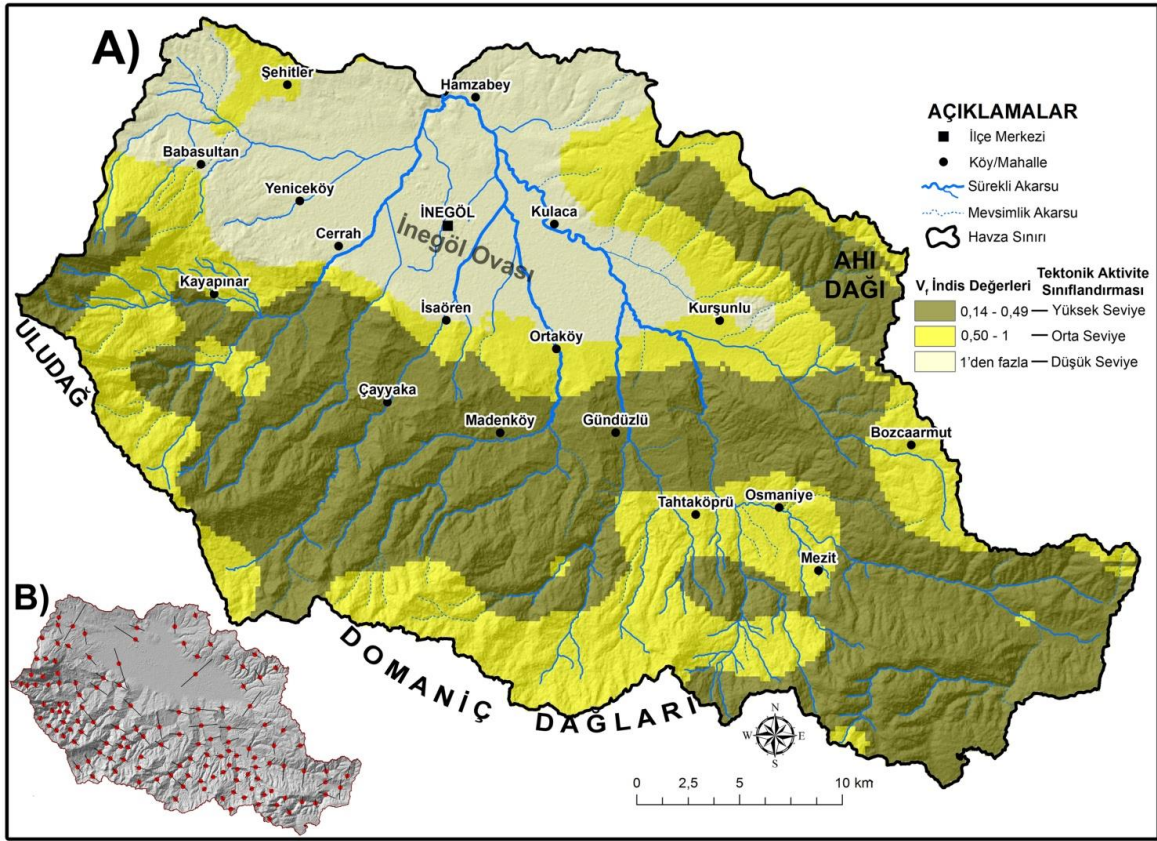 A)
Şehitler
Hamzabey
Babasultan
Yeniceköy
İNEGÖL
Kulaca
Cerrah
İnegöl Ovası
Kayapınar
İsaören
Ortaköy
Kurşunlu
AHI
DAĞI
ULUDAĞ
Çayyaka
Madenköy
Gündüzlü
Bozcaarmut
Tahtaköprü
Osmaniye
Mezit
DOMANİÇ DAĞLARI
AÇIKLAMALAR
İlçe Merkezi
Köy/Mahalle
Sürekli Akarsu
Mevsimlik Akarsu
Havza Sınırı
Vf İndis Değerleri
Tektonik Aktivite
Sınıflandırması
0,14 - 0,49 — Yüksek Seviye
0,50 - 1 — Orta Seviye
1'den fazla — Düşük Seviye
B)
N
W E
S
0 2,5 5 10 km